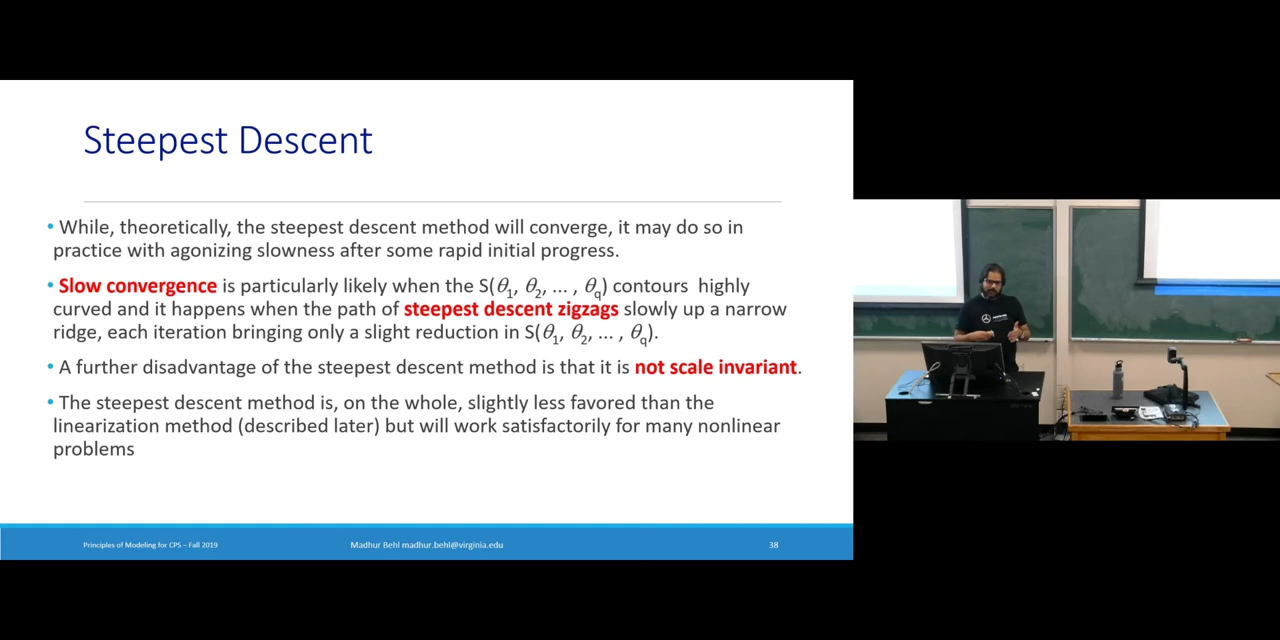 Steepest Descent
• While, theoretically, the steepest descent method will converge, it may do so in
practice with agonizing slowness after some rapid initial progress.
• Slow convergence is particularly likely when the S(θ1, θ2, ... , θq) contours highly
curved and it happens when the path of steepest descent zigzags slowly up a narrow
ridge, each iteration bringing only a slight reduction in S(θ1, θ2, ... , θq).
• A further disadvantage of the steepest descent method is that it is not scale invariant.
• The steepest descent method is, on the whole, slightly less favored than the
linearization method (described later) but will work satisfactorily for many nonlinear
problems
Principles of Modeling for CPS – Fall 2019
Madhur Behl madhur.behl@virginia.edu
38